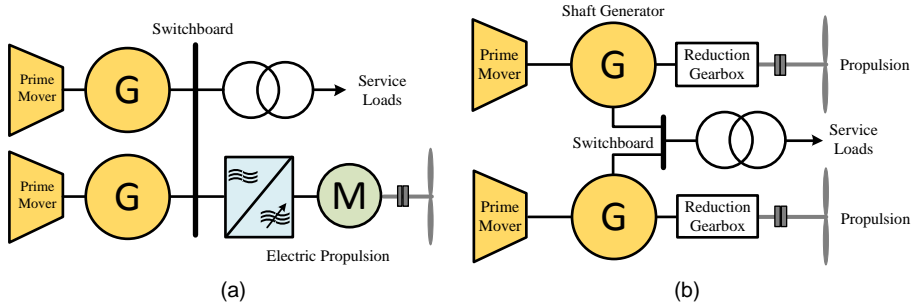 Switchboard
Prime
Mover
G
Service
Loads
Prime
Mover
G
M
Electric Propulsion
(a)
Shaft Generator
Prime
Mover
G
Reduction
Gearbox
Propulsion
Switchboard
Service
Loads
Prime
Mover
G
Reduction
Gearbox
Propulsion
(b)